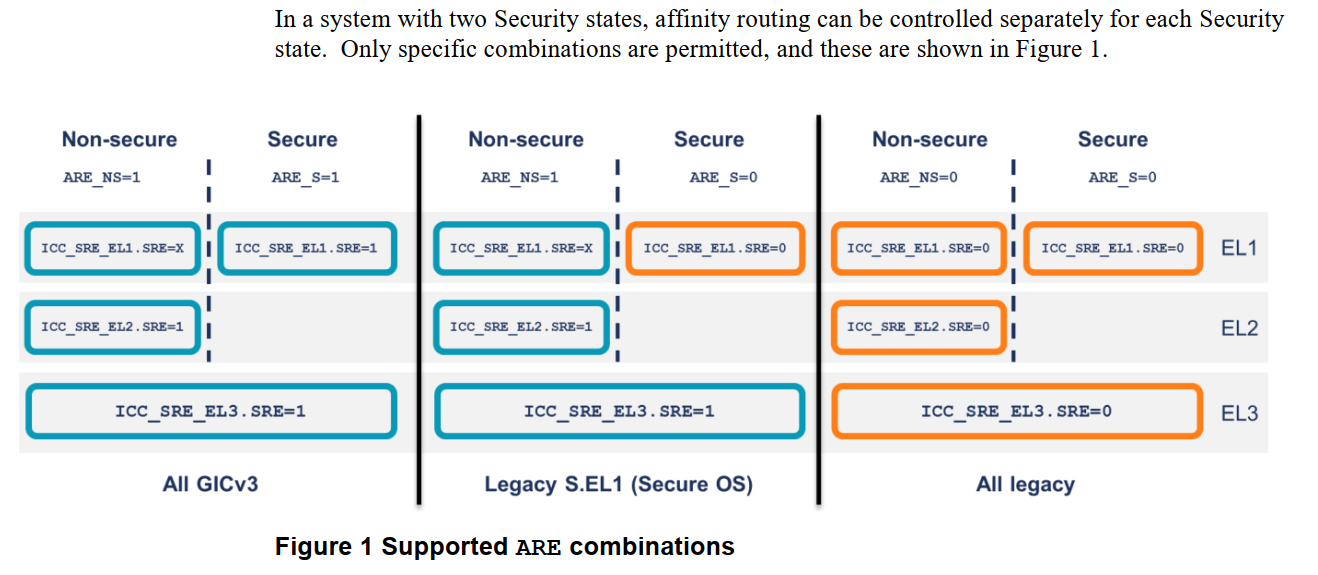 In a system with two Security states, affinity routing can be controlled separately for each Security
state.  Only specific combinations are permitted, and these are shown in Figure 1.
Non-secure Secure Non-secure Secure Non-secure Secure
ARE_NS=1 ARE_S=1 ARE_NS=1 ARE_S=0 ARE_NS=0 ARE_S=0
ICC_SRE_EL1.SRE=X ICC_SRE_EL1.SRE=1 ICC_SRE_EL1.SRE=X ICC_SRE_EL1.SRE=0 ICC_SRE_EL1.SRE=0 ICC_SRE_EL1.SRE=0 EL1
ICC_SRE_EL2.SRE=1 ICC_SRE_EL2.SRE=1 ICC_SRE_EL2.SRE=0 EL2
ICC_SRE_EL3.SRE=1 ICC_SRE_EL3.SRE=1 ICC_SRE_EL3.SRE=0 EL3
All GICv3 Legacy S.EL1 (Secure OS) All legacy
Figure 1 Supported ARE combinations